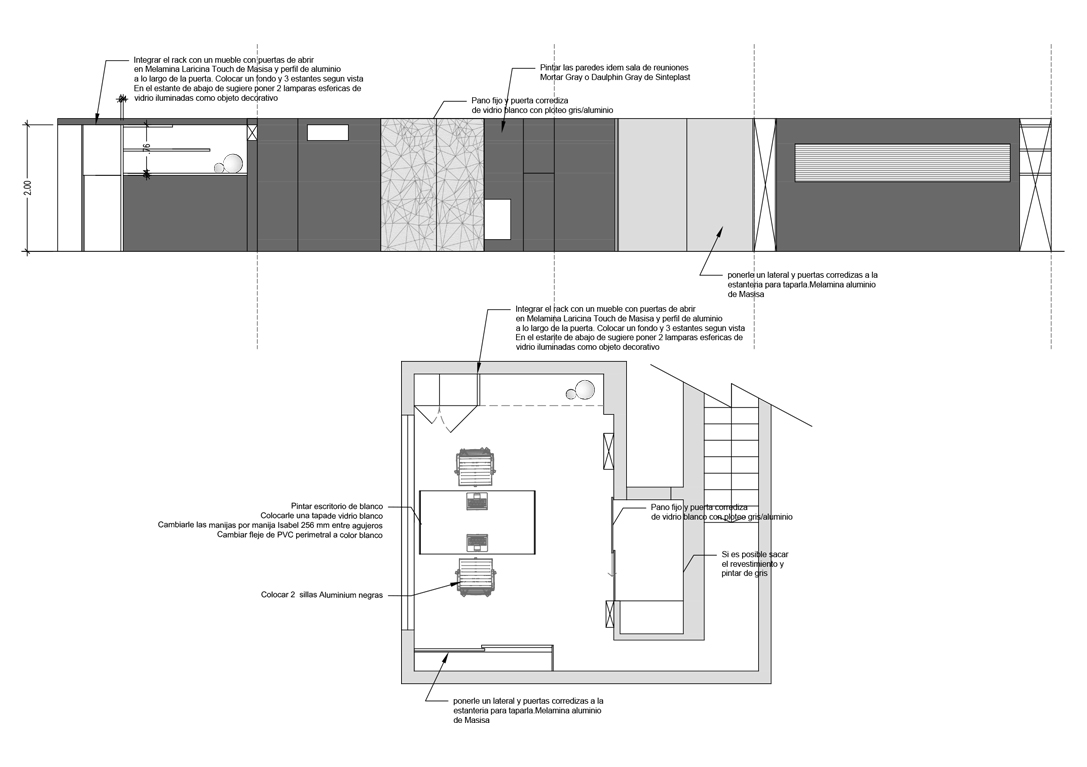 Integrar el rack con un mueble con puertas de abrir
en Melamina Laricina Touch de Masisa y perfil de aluminio
a lo largo de la puerta. Colocar un fondo y 3 estantes segun vista
En el estante de abajo de sugiere poner 2 lamparas esfericas de
vidrio iluminadas como objeto decorativo
Pintar las paredes idem sala de reuniones
Mortar Gray o Daulphin Gray de Sinteplast
Pano fijo y puerta corrediza
de vidrio blanco con ploteo gris/aluminio
.76
2.00
ponerle un lateral y puertas corredizas a la
estanteria para taparla.Melamina aluminio
de Masisa
Integrar el rack con un mueble con puertas de abrir
en Melamina Laricina Touch de Masisa y perfil de aluminio
a lo largo de la puerta. Colocar un fondo y 3 estantes segun vista
En el estante de abajo de sugiere poner 2 lamparas esfericas de
vidrio iluminadas como objeto decorativo
Pintar escritorio de blanco
Colocarle una tapade vidrio blanco
Cambiarle las manijas por manija Isabel 256 mm entre agujeros
Cambiar fleje de PVC perimetral a color blanco
Pano fijo y puerta corrediza
de vidrio blanco con ploteo gris/aluminio
Si es posible sacar
el revestimiento y
pintar de gris
Colocar 2 sillas Aluminium negras
ponerle un lateral y puertas corredizas a la
estanteria para taparla.Melamina aluminio
de Masisa